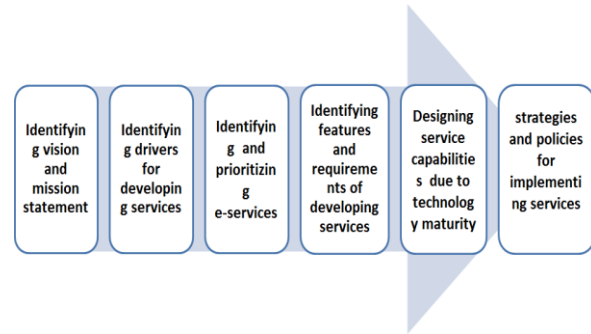 Identifyin
g vision
and
mission
statement
Identifyin
g drivers
for
developin
g services
Identifyin
g and
prioritizin
g
e-services
Identifying
features
and
requireme
nts of
developing
services
Designing
service
capabilitie
s due to
technolog
y maturity
strategies
and policies
for
implementi
ng services